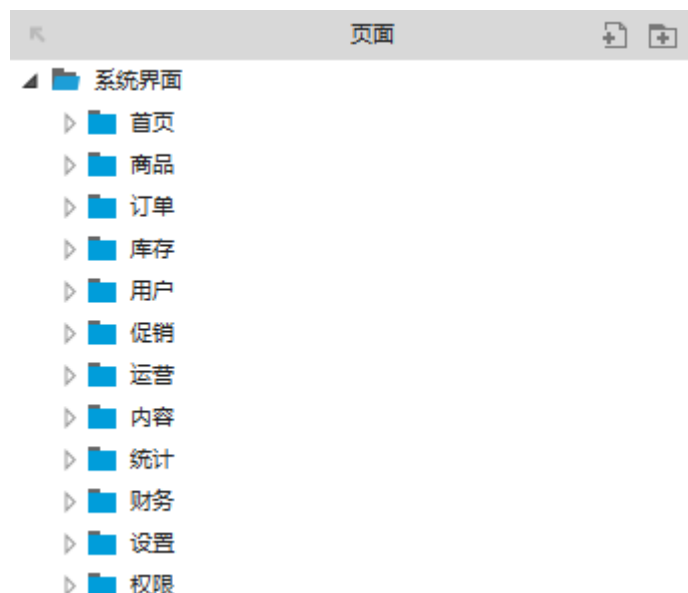 页面
系统界面
首页
商品
订单
库存
用户
促销
运营
内容
统计
财务
设置
权限